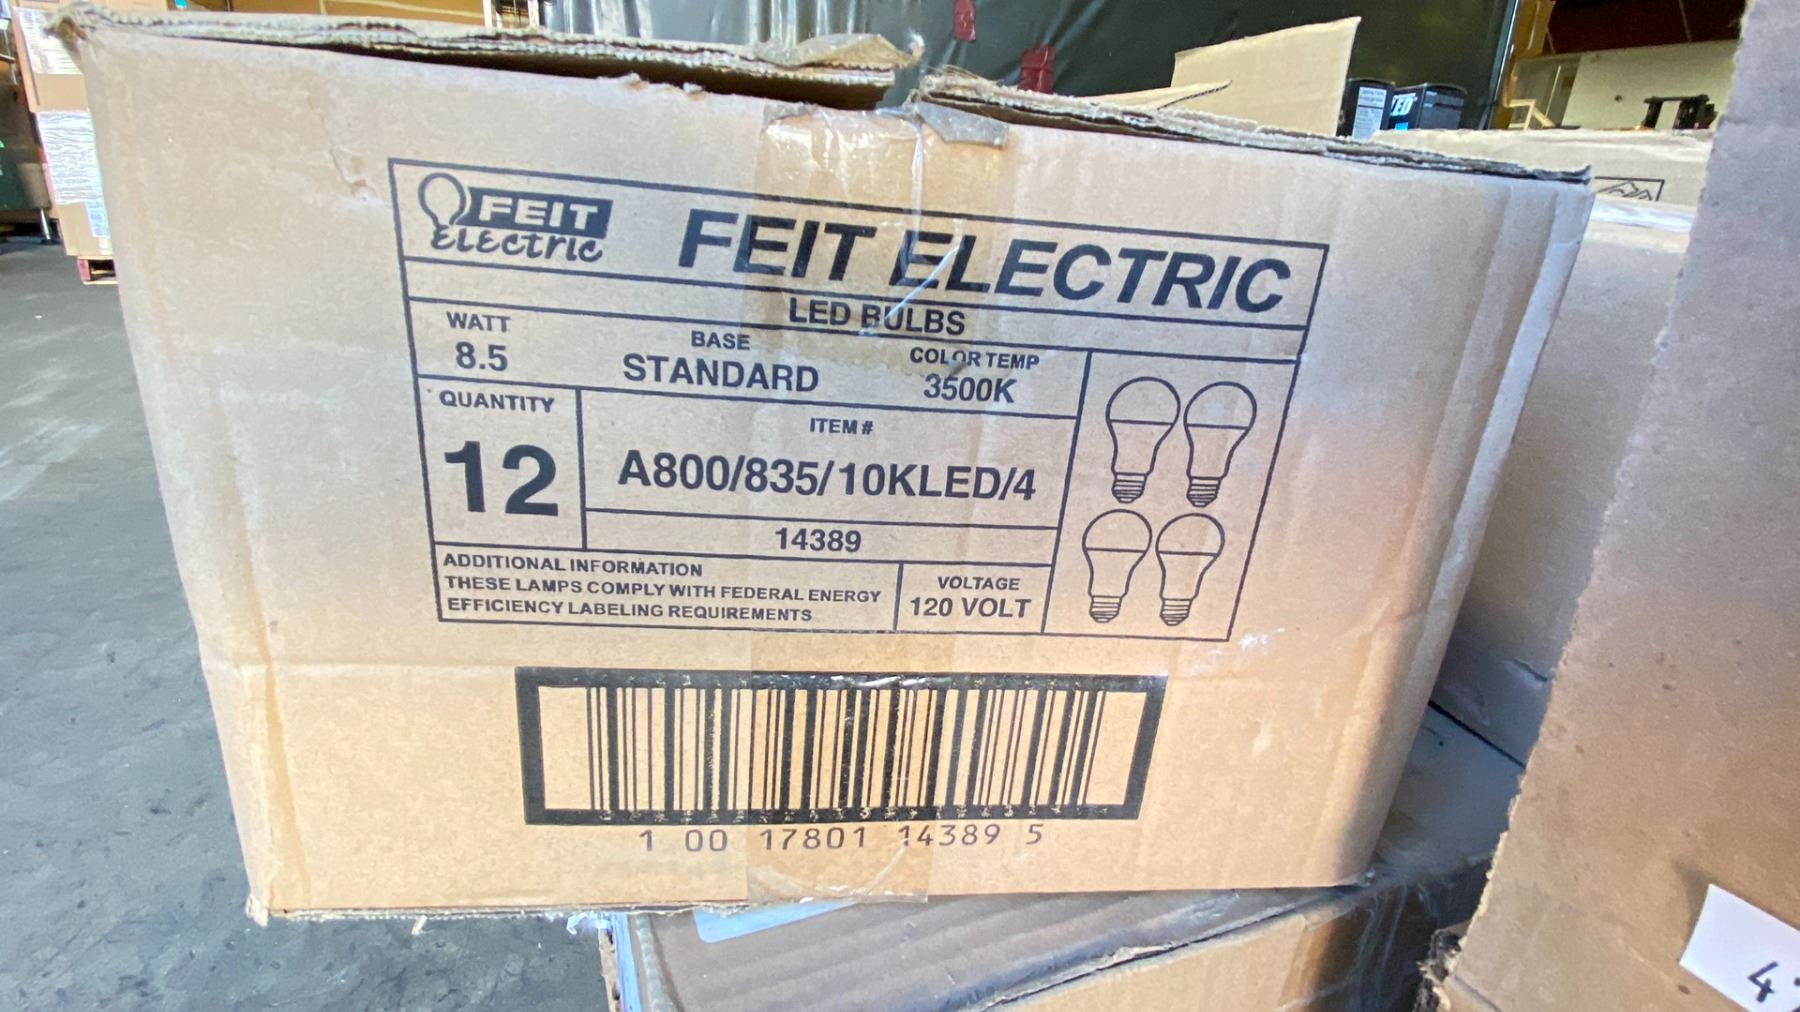 FEIT
ELECTRIC
FEIT ELECTRIC
LED BULBS
WATT
8.5
BASE
STANDARD
COLOR TEMP
3500K
QUANTITY
12
ITEM #
A800/835/10KLED/4
14389
ADDITIONAL INFORMATION
THESE LAMPS COMPLY WITH FEDERAL ENERGY
EFFICIENCY LABELING REQUIREMENTS
VOLTAGE
120 VOLT
1 00 17801 14389 5